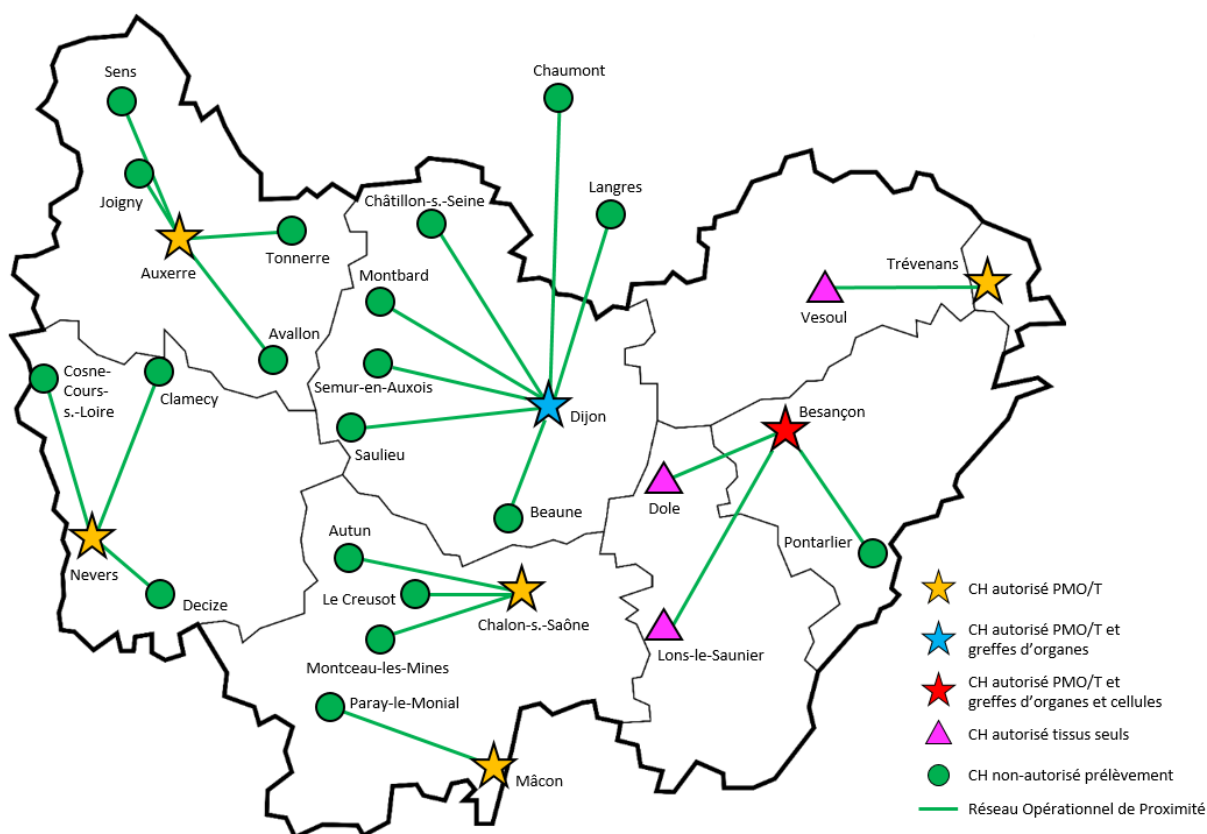 Sens
Chaumont
Joigny
Langres
Châtillon-s.-Seine
Auxerre
Tonnerre
Montbard
Trévenans
Vesoul
Avallon
Cosne-
Cours-
s.-Loire
Clamecy
Semur-en-Auxois
Dijon
Besançon
Saulieu
Dole
Beaune
Autun
Pontarlier
Nevers
Le Creusot
Decize
Chalon-s.-Saône
Lons-le-Saunier
Montceau-les-Mines
Paray-le-Monial
Mâcon
CH autorisé PMO/T
CH autorisé PMO/T et
greffes d’organes
CH autorisé PMO/T et
greffes d’organes et cellules
CH autorisé tissus seuls
CH non-autorisé prélèvement
Réseau Opérationnel de Proximité